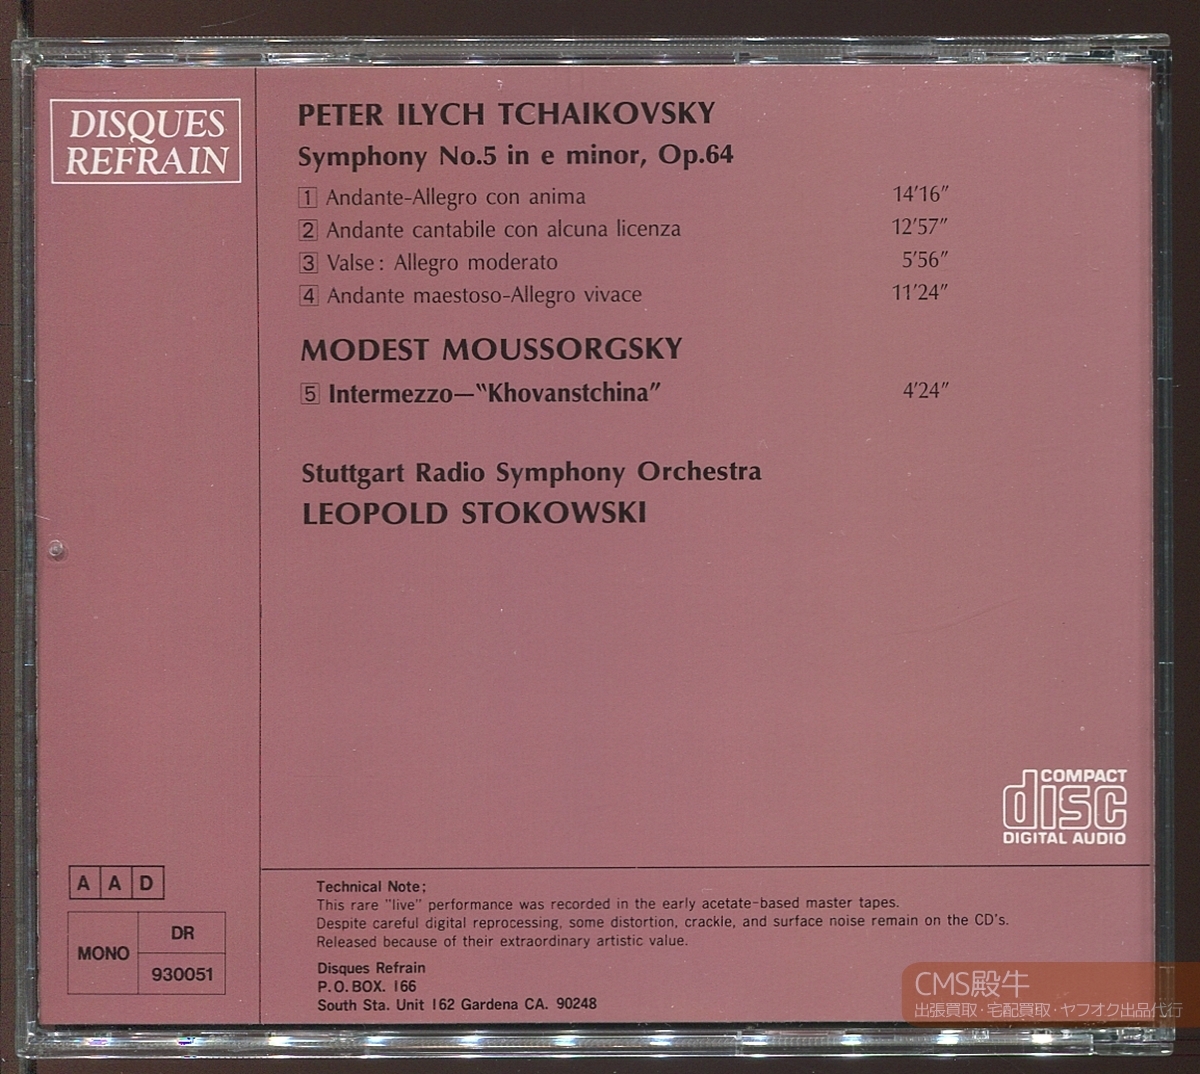 DISQUES
REFRAIN
PETER ILYCH TCHAIKOVSKY
Symphony No.5 in e minor, Op.64
1 Andante-Allegro con anima 14'16"
2 Andante cantabile con alcuna licenza 12'57"
3 Valse: Allegro moderato 5'56"
4 Andante maestoso-Allegro vivace 11'24"
MODEST MOUSSORGSKY
5 Intermezzo—"Khovanstchina" 4'24"
Stuttgart Radio Symphony Orchestra
LEOPOLD STOKOWSKI
COMPACT
disc
DIGITAL AUDIO
A A D
MONO
DR
930051
Technical Note;
This rare "live" performance was recorded in the early acetate-based master tapes.
Despite careful digital reprocessing, some distortion, crackle, and surface noise remain on the CD's.
Released because of their extraordinary artistic value.
Disques Refrain
P.O.BOX. 166
South Sta. Unit 162 Gardena CA. 90248
CMS殿牛
出張買取・宅配買取・ヤフオク出品代行